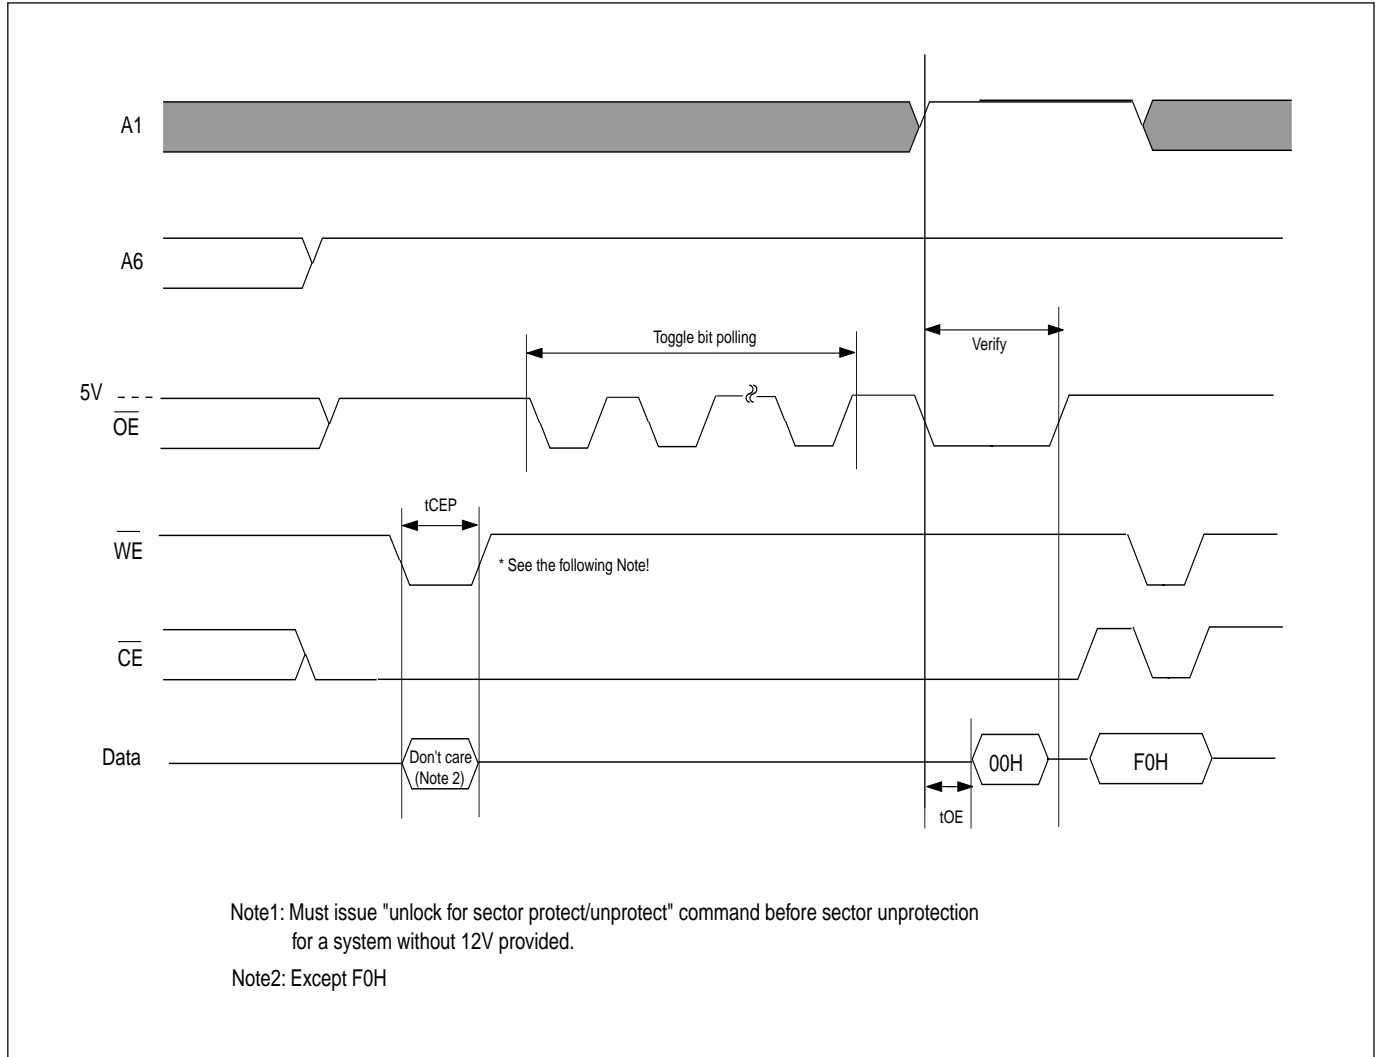 A1
A6
Toggle bit polling
Verify
5V
OE
tCEP
WE
* See the following Note!
CE
Data
Don't care
(Note 2)
00H
F0H
tOE
Note1: Must issue "unlock for sector protect/unprotect" command before sector unprotection
for a system without 12V provided.
Note2: Except F0H